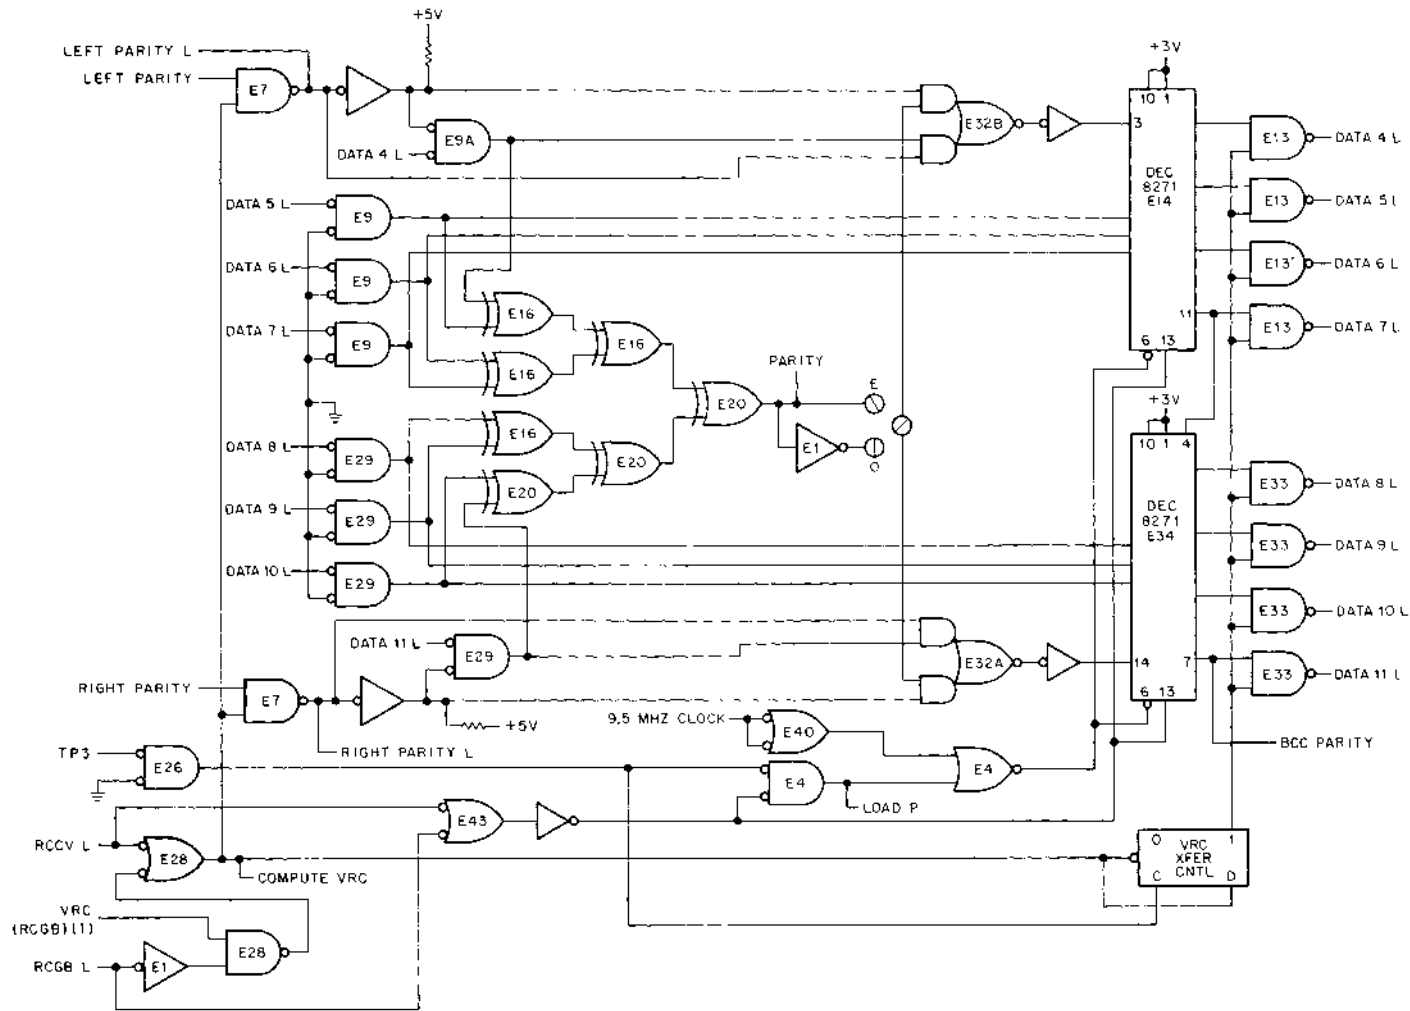 +5V
LEFT PARITY L
LEFT PARITY
E7
E9A
DATA 4 L
E32B
+3V
10 1
3
DEC
8271
E14
E13
DATA 4 L
DATA 5 L
E9
E13
DATA 5 L
DATA 6 L
E9
E13
DATA 6 L
DATA 7 L
E9
E16
E16
E16
11
E13
DATA 7 L
6 13
PARITY
E
E20
E1
O
+3V
10 1 4
DATA 8 L
E29
E16
E20
E20
DEC
8271
E34
E33
DATA 8 L
DATA 9 L
E29
E33
DATA 9 L
DATA 10 L
E29
E33
DATA 10 L
DATA 11 L
E29
E32A
14
7
E33
DATA 11 L
6 13
RIGHT PARITY
E7
+5V
RIGHT PARITY L
9.5 MHZ CLOCK
E40
BCC PARITY
TP3
E26
E4
E4
LOAD P
E43
RCCV L
E28
COMPUTE VRC
0 1
VRC
XFER
CNTL
C D
VRC
(RCGB)(1)
E28
RCGB L
E1